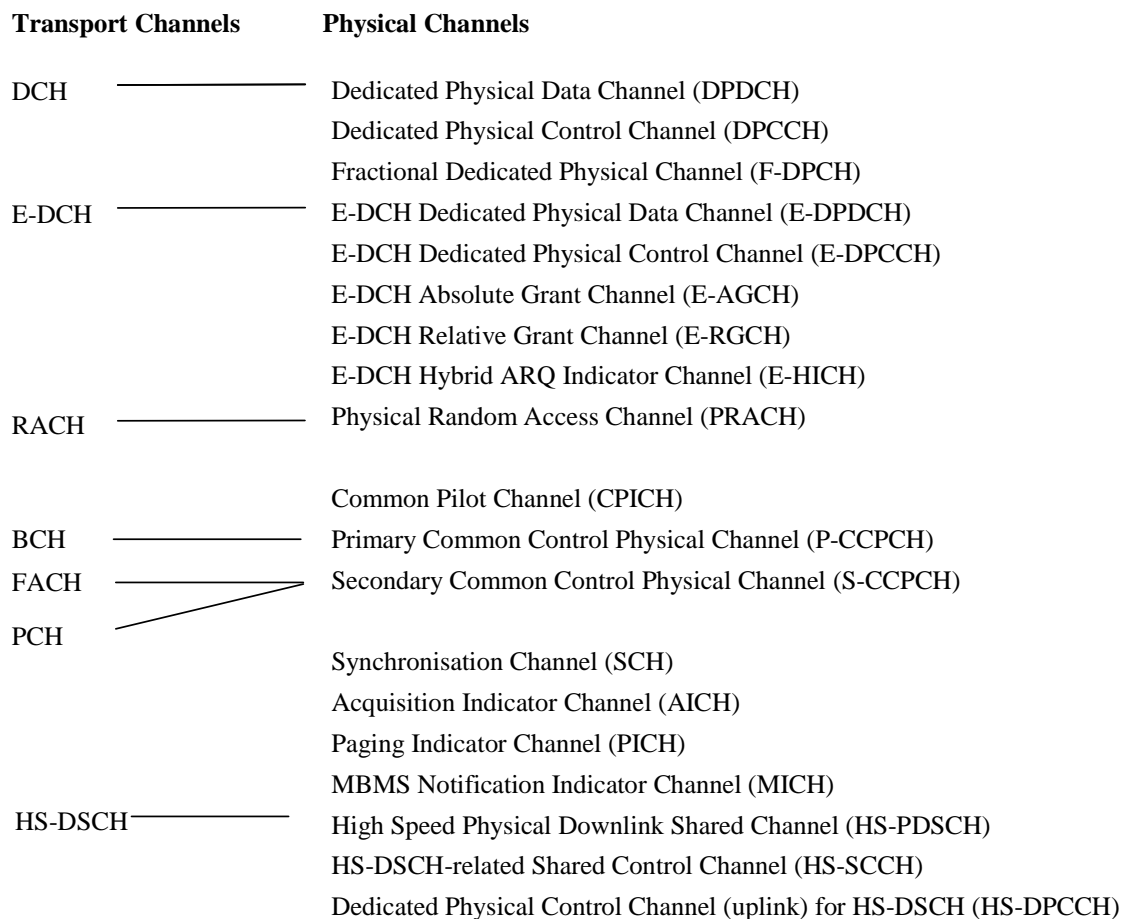 Transport Channels Physical Channels
DCH Dedicated Physical Data Channel (DPDCH)
Dedicated Physical Control Channel (DPCCH)
Fractional Dedicated Physical Channel (F-DPCH)
E-DCH E-DCH Dedicated Physical Data Channel (E-DPDCH)
E-DCH Dedicated Physical Control Channel (E-DPCCH)
E-DCH Absolute Grant Channel (E-AGCH)
E-DCH Relative Grant Channel (E-RGCH)
E-DCH Hybrid ARQ Indicator Channel (E-HICH)
RACH Physical Random Access Channel (PRACH)
Common Pilot Channel (CPICH)
BCH Primary Common Control Physical Channel (P-CCPCH)
FACH Secondary Common Control Physical Channel (S-CCPCH)
PCH
Synchronisation Channel (SCH)
Acquisition Indicator Channel (AICH)
Paging Indicator Channel (PICH)
MBMS Notification Indicator Channel (MICH)
HS-DSCH High Speed Physical Downlink Shared Channel (HS-PDSCH)
HS-DSCH-related Shared Control Channel (HS-SCCH)
Dedicated Physical Control Channel (uplink) for HS-DSCH (HS-DPCCH)